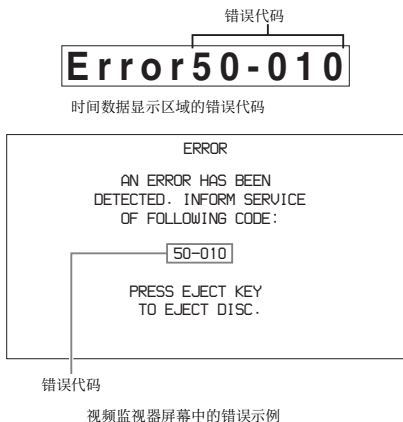 错误代码
Error50-010
时间数据显示区域的错误代码
ERROR
AN ERROR HAS BEEN
DETECTED. INFORM SERVICE
OF FOLLOWING CODE:
50-010
PRESS EJECT KEY
TO EJECT DISC.
错误代码
视频监视器屏幕中的错误示例